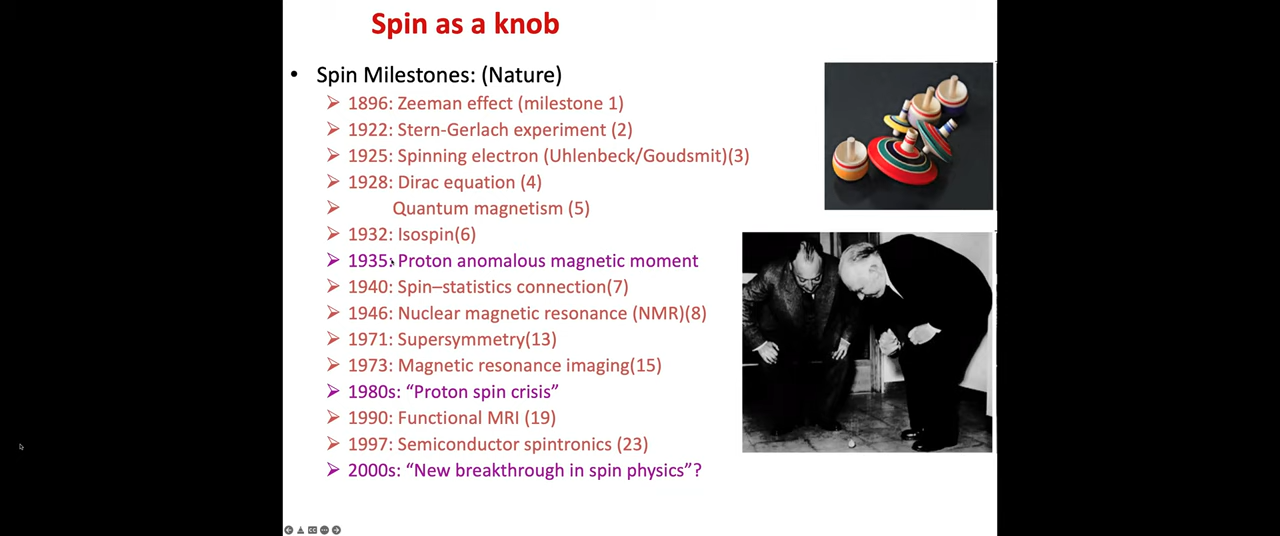 Spin as a knob
• Spin Milestones: (Nature)
➢ 1896: Zeeman effect (milestone 1)
➢ 1922: Stern-Gerlach experiment (2)
➢ 1925: Spinning electron (Uhlenbeck/Goudsmit)(3)
➢ 1928: Dirac equation (4)
➢ Quantum magnetism (5)
➢ 1932: Isospin(6)
➢ 1935: Proton anomalous magnetic moment
➢ 1940: Spin–statistics connection(7)
➢ 1946: Nuclear magnetic resonance (NMR)(8)
➢ 1971: Supersymmetry(13)
➢ 1973: Magnetic resonance imaging(15)
➢ 1980s: “Proton spin crisis”
➢ 1990: Functional MRI (19)
➢ 1997: Semiconductor spintronics (23)
➢ 2000s: “New breakthrough in spin physics”?